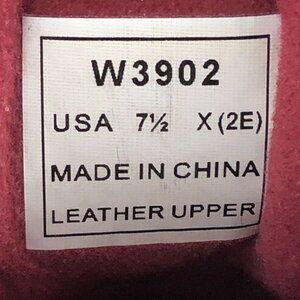 W3902
USA 7½ X (2E)
MADE IN CHINA
LEATHER UPPER